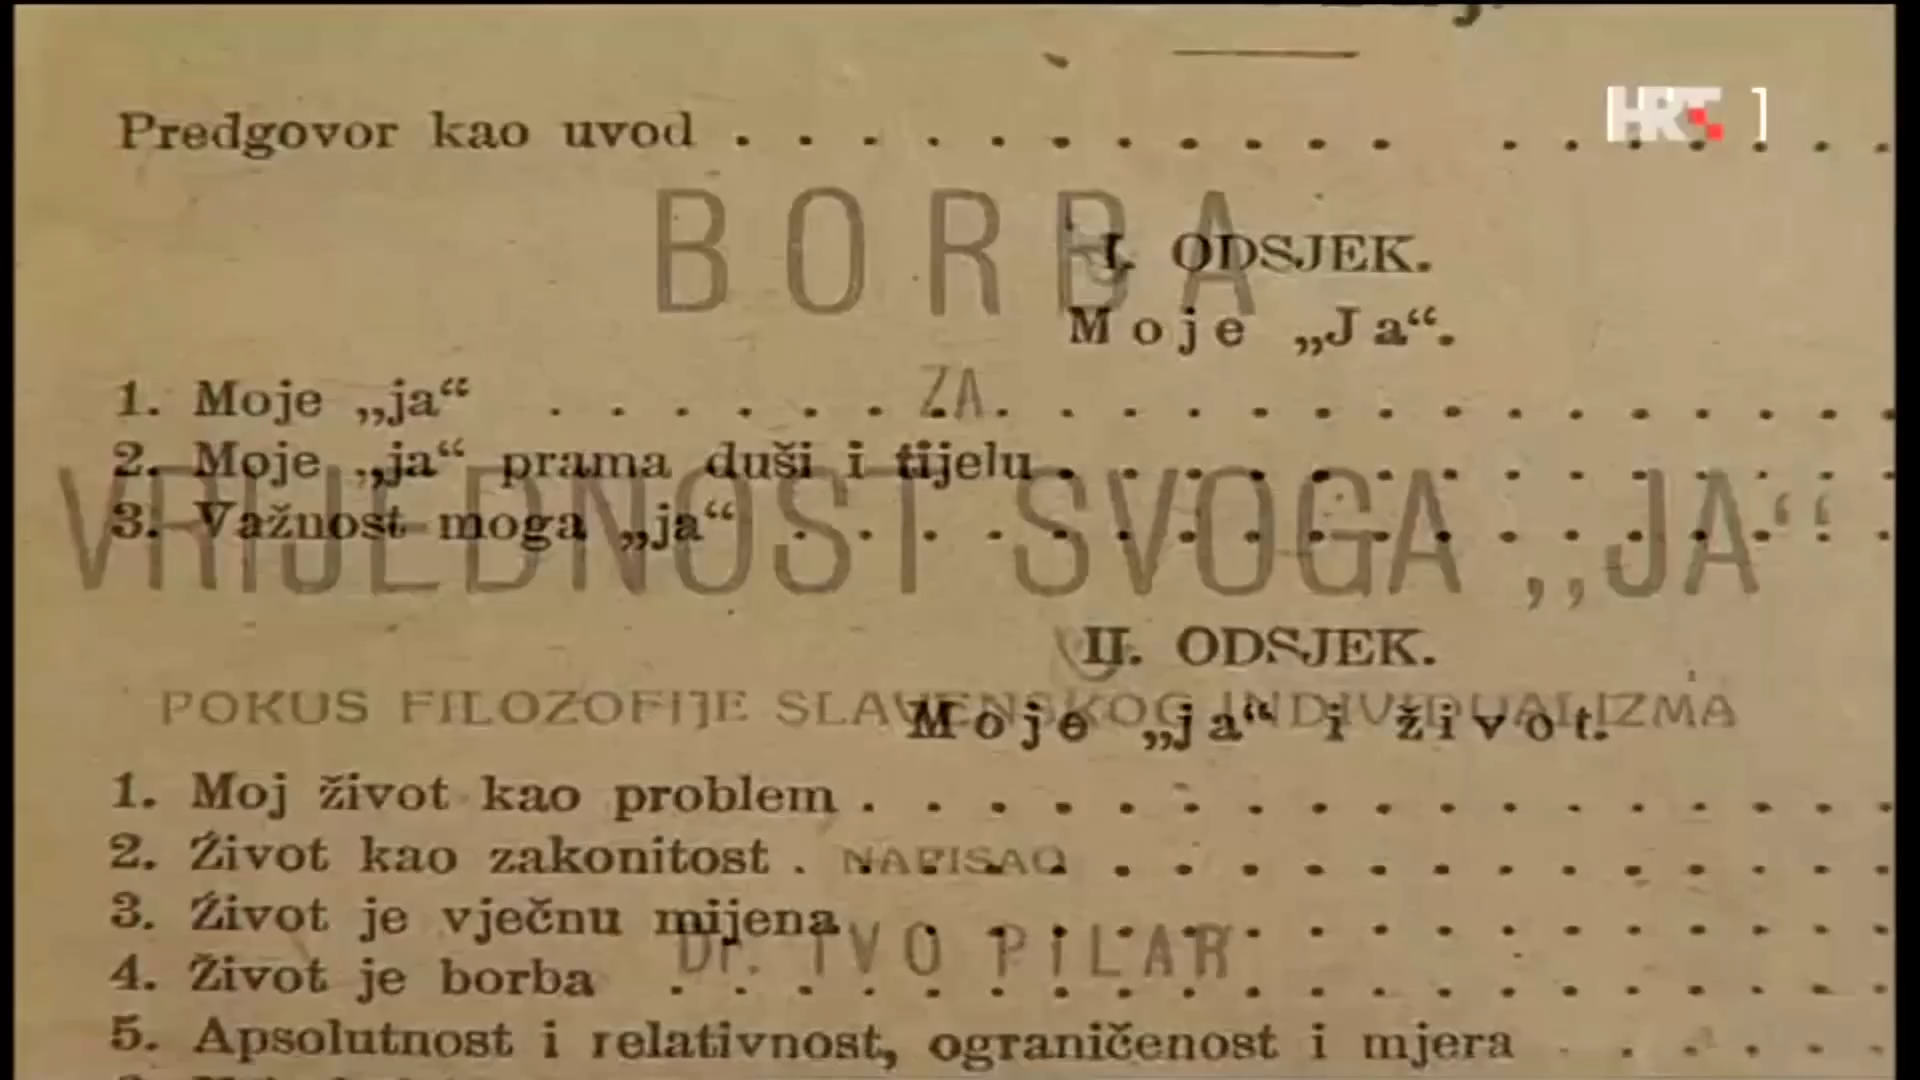 HRT 1
Predgovor kao uvod
BORBA
I. ODSJEK.
Moje „Ja“.
ZA
1. Moje „ja“
2. Moje „ja“ prama duši i tijelu
3. Važnost moga „ja“
VRIJEDNOST SVOGA „JA“
II. ODSJEK.
POKUS FILOZOFIJE SLAVENSKOG INDIVIDUALIZMA
Moje „ja“ i život.
1. Moj život kao problem
2. Život kao zakonitost
NAPISAO
3. Život je vječnu mijena
Dr. IVO PILAR
4. Život je borba
5. Apsolutnost i relativnost, ograničenost i mjera